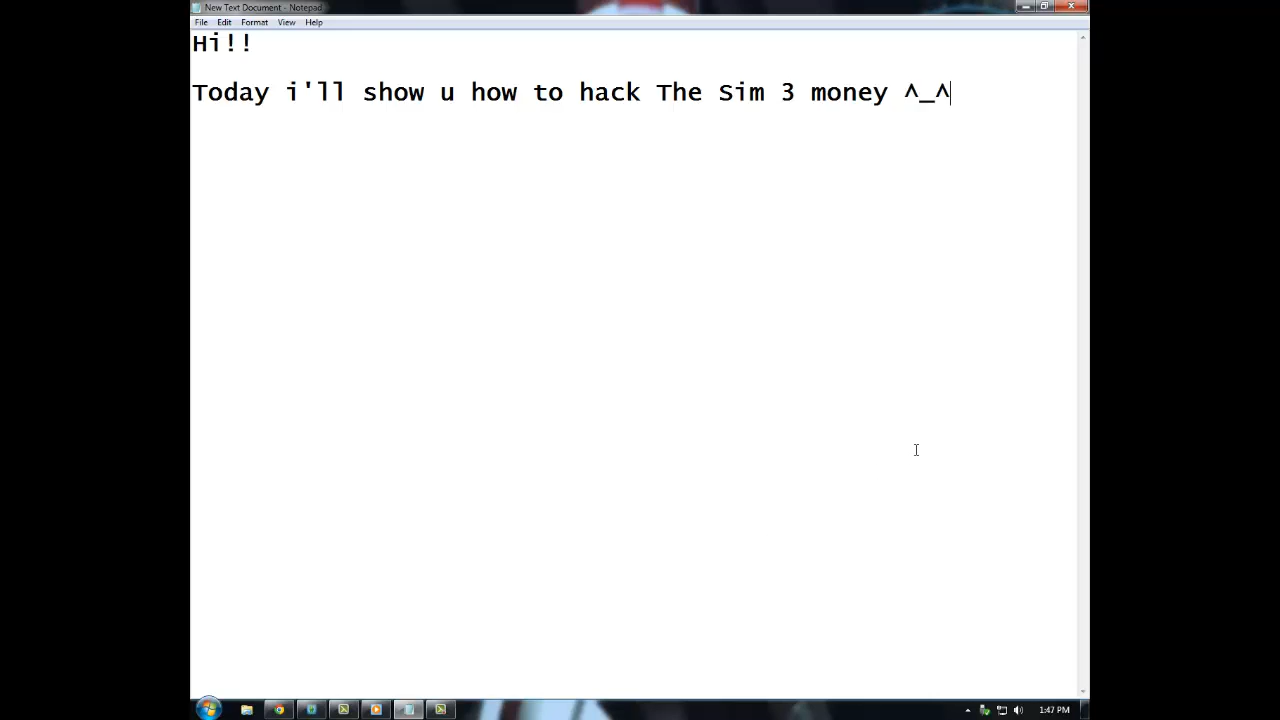 New Text Document - Notepad
File Edit Format View Help
Hi!!
Today i'll show u how to hack The Sim 3 money ^_^
1:47 PM